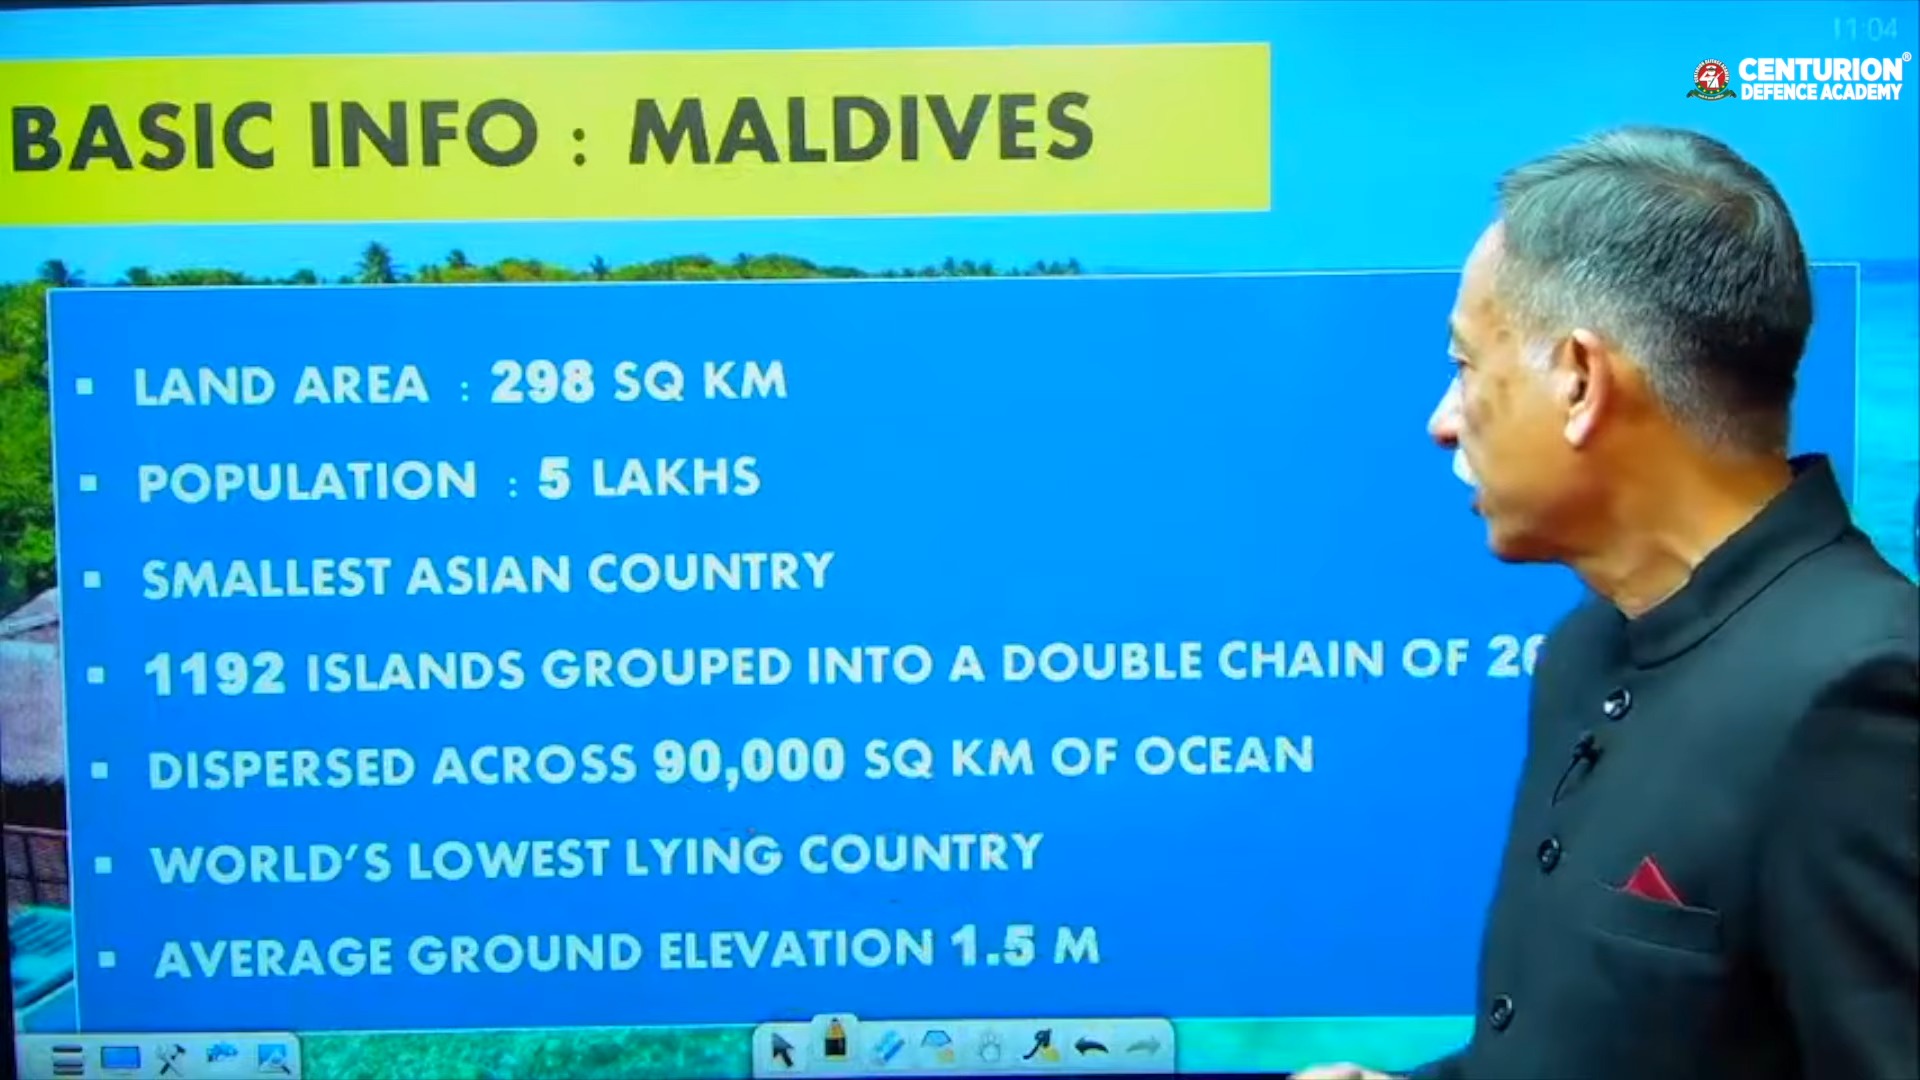 11:04
CENTURION®
DEFENCE ACADEMY
BASIC INFO : MALDIVES
▪ LAND AREA : 298 SQ KM
▪ POPULATION : 5 LAKHS
▪ SMALLEST ASIAN COUNTRY
▪ 1192 ISLANDS GROUPED INTO A DOUBLE CHAIN OF
▪ DISPERSED ACROSS 90,000 SQ KM OF OCEAN
▪ WORLD'S LOWEST LYING COUNTRY
▪ AVERAGE GROUND ELEVATION 1.5 M